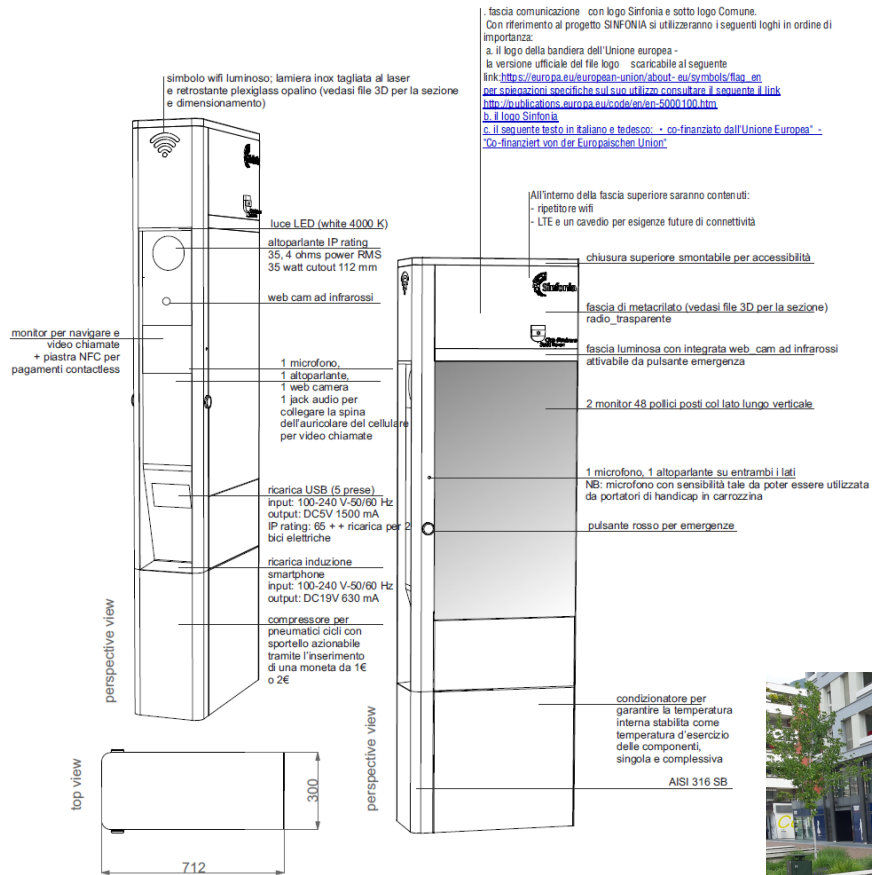 . fascia comunicazione con logo Sinfonia e sotto logo Comune.
Con riferimento al progetto SINFONIA si utilizzeranno i seguenti loghi in ordine di
importanza:
a. il logo della bandiera dell'Unione europea -
la versione ufficiale del file logo scaricabile al seguente
link:https://europa.eu/european-union/about- eu/symbols/flag_en
per spiegazioni specifiche sul suo utilizzo consultare il seguente il link
http://publications.europa.eu/code/en/en-5000100.htm
b. il logo Sinfonia
c. il seguente testo in italiano e tedesco: • co-finanziato dall'Unione Europea" -
"Co-finanziert von der Europaischen Union"
simbolo wifi luminoso; lamiera inox tagliata al laser
e retrostante plexiglass opalino (vedasi file 3D per la sezione
e dimensionamento)
All'interno della fascia superiore saranno contenuti:
- ripetitore wifi
- LTE e un cavedio per esigenze future di connettività
luce LED (white 4000 K)
altoparlante IP rating
35, 4 ohms power RMS
35 watt cutout 112 mm
web cam ad infrarossi
monitor per navigare e
video chiamate
+ piastra NFC per
pagamenti contactless
1 microfono,
1 altoparlante,
1 web camera
1 jack audio per
collegare la spina
dell'auricolare del cellulare
per video chiamate
ricarica USB (5 prese)
input: 100-240 V-50/60 Hz
output: DC5V 1500 mA
IP rating: 65 + + ricarica per 2
bici elettriche
ricarica induzione
smartphone
input: 100-240 V-50/60 Hz
output: DC19V 630 mA
compressore per
pneumatici cicli con
sportello azionabile
tramite l'inserimento
di una moneta da 1€
o 2€
perspective view
chiusura superiore smontabile per accessibilità
Sinfonia
fascia di metacrilato (vedasi file 3D per la sezione)
radio_trasparente
fascia luminosa con integrata web_cam ad infrarossi
attivabile da pulsante emergenza
2 monitor 48 pollici posti col lato lungo verticale
1 microfono, 1 altoparlante su entrambi i lati
NB: microfono con sensibilità tale da poter essere utilizzata
da portatori di handicap in carrozzina
pulsante rosso per emergenze
condizionatore per
garantire la temperatura
interna stabilita come
temperatura d'esercizio
delle componenti,
singola e complessiva
AISI 316 SB
perspective view
top view
300
712